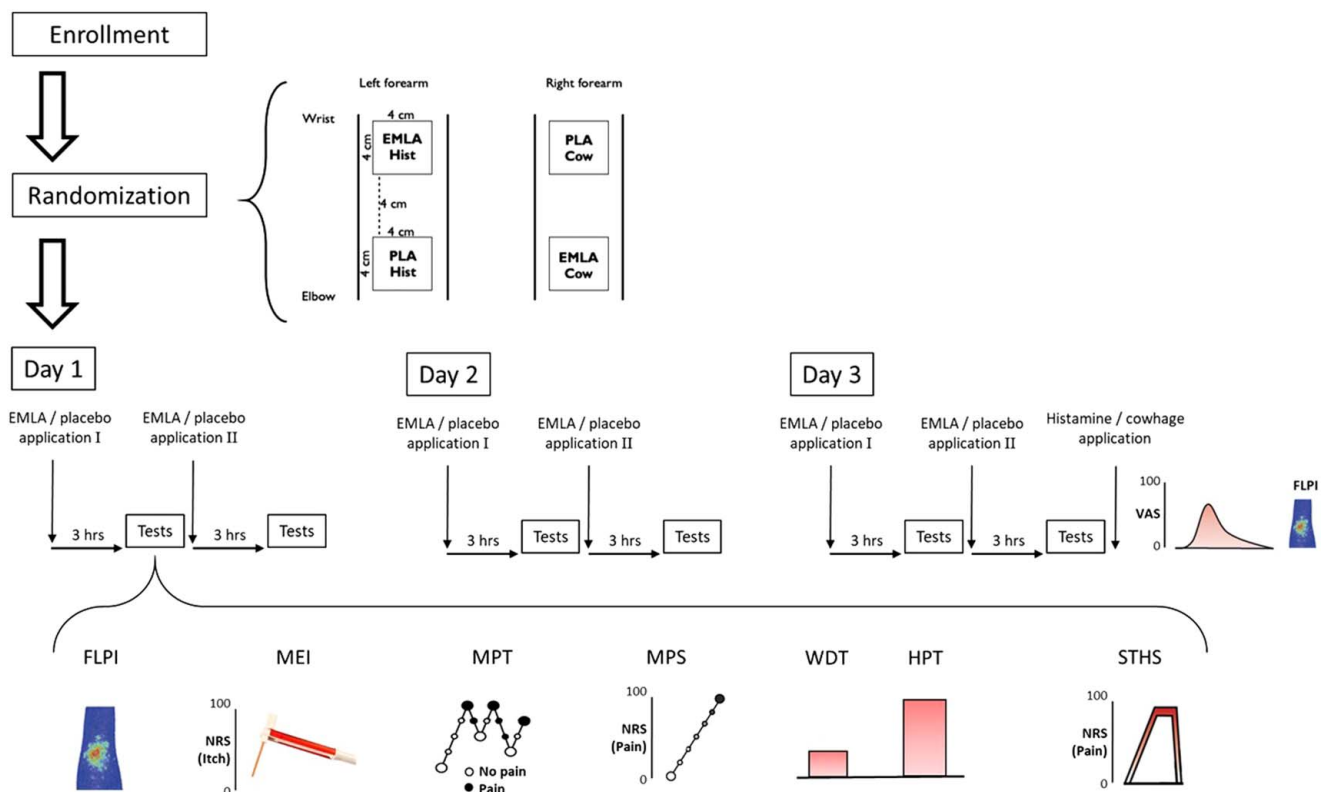 Enrollment
Randomization
Left forearm
Right forearm
Wrist
4 cm
4 cm
EMLA
Hist
PLA
Cow
4 cm
4 cm
4 cm
PLA
Hist
EMLA
Cow
Elbow
Day 1
EMLA / placebo
application I
EMLA / placebo
application II
3 hrs
Tests
3 hrs
Tests
Day 2
EMLA / placebo
application I
EMLA / placebo
application II
3 hrs
Tests
3 hrs
Tests
Day 3
EMLA / placebo
application I
EMLA / placebo
application II
Histamine / cowhage
application
3 hrs
Tests
3 hrs
Tests
100
VAS
0
FLPI
FLPI
MEI
100
NRS
(Itch)
0
MPT
No pain
Pain
MPS
100
NRS
(Pain)
0
WDT
HPT
STHS
100
NRS
(Pain)
0